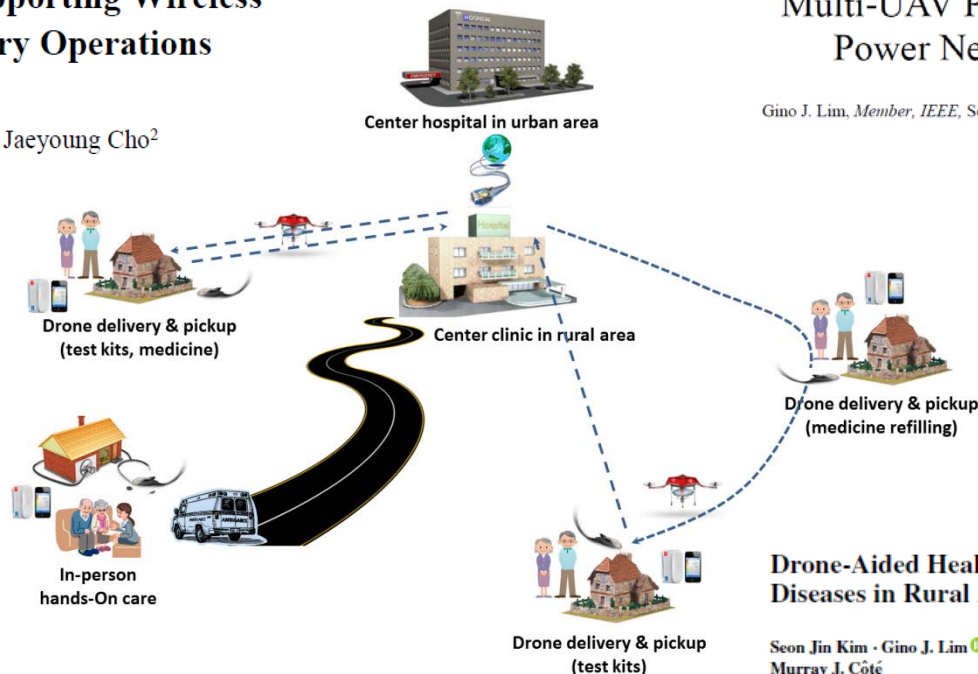 pporting Wireless
ry Operations
Jaeyoung Cho²
Multi-UAV P
Power Ne
Gino J. Lim, Member, IEEE, Se
HOSPITAL
Center hospital in urban area
Hospital
Center clinic in rural area
Drone delivery & pickup
(test kits, medicine)
Drone delivery & pickup
(medicine refilling)
AMBULANCE
In-person
hands-On care
Drone delivery & pickup
(test kits)
Drone-Aided Heal
Diseases in Rural
Seon Jin Kim · Gino J. Lim
Murray J. Côté